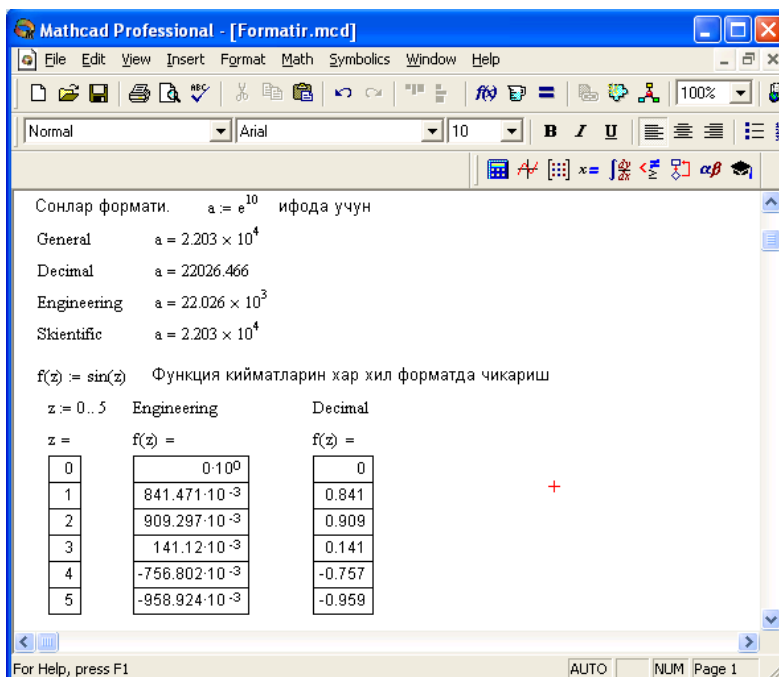 Mathcad Professional - [Formatir.mcd]
File Edit View Insert Format Math Symbolics Window Help
100%
Normal Arial 10 B I U
Сонлар формати. a := e^10 ифода учун
General a = 2.203 × 10^4
Decimal a = 22026.466
Engineering a = 22.026 × 10^3
Skientific a = 2.203 × 10^4
f(z) := sin(z) Функция кийматларин хар хил форматда чикариш
z := 0.. 5 Engineering Decimal
z = f(z) = f(z) =
0 0·10^0 0
1 841.471·10^-3 0.841
2 909.297·10^-3 0.909
3 141.12·10^-3 0.141
4 -756.802·10^-3 -0.757
5 -958.924·10^-3 -0.959
For Help, press F1 AUTO NUM Page 1